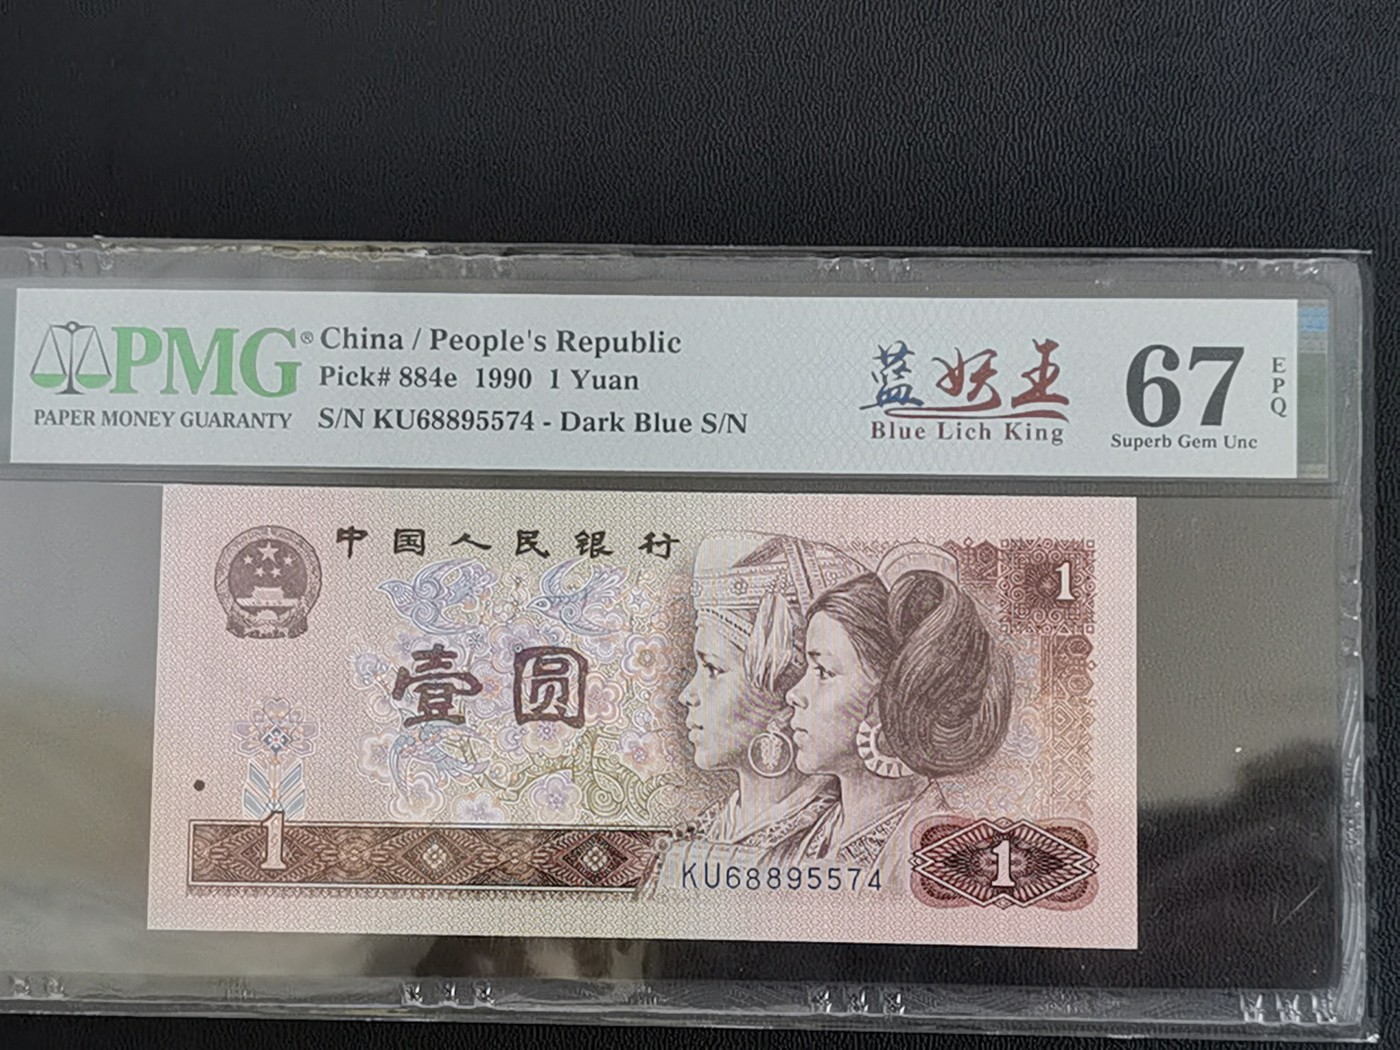 PMG®
PAPER MONEY GUARANTY
China / People's Republic
Pick# 884e 1990 1 Yuan
S/N KU68895574 - Dark Blue S/N
蓝妖王
Blue Lich King
67
EPQ
Superb Gem Unc
中国人民银行
1
壹圆
1
KU68895574
1